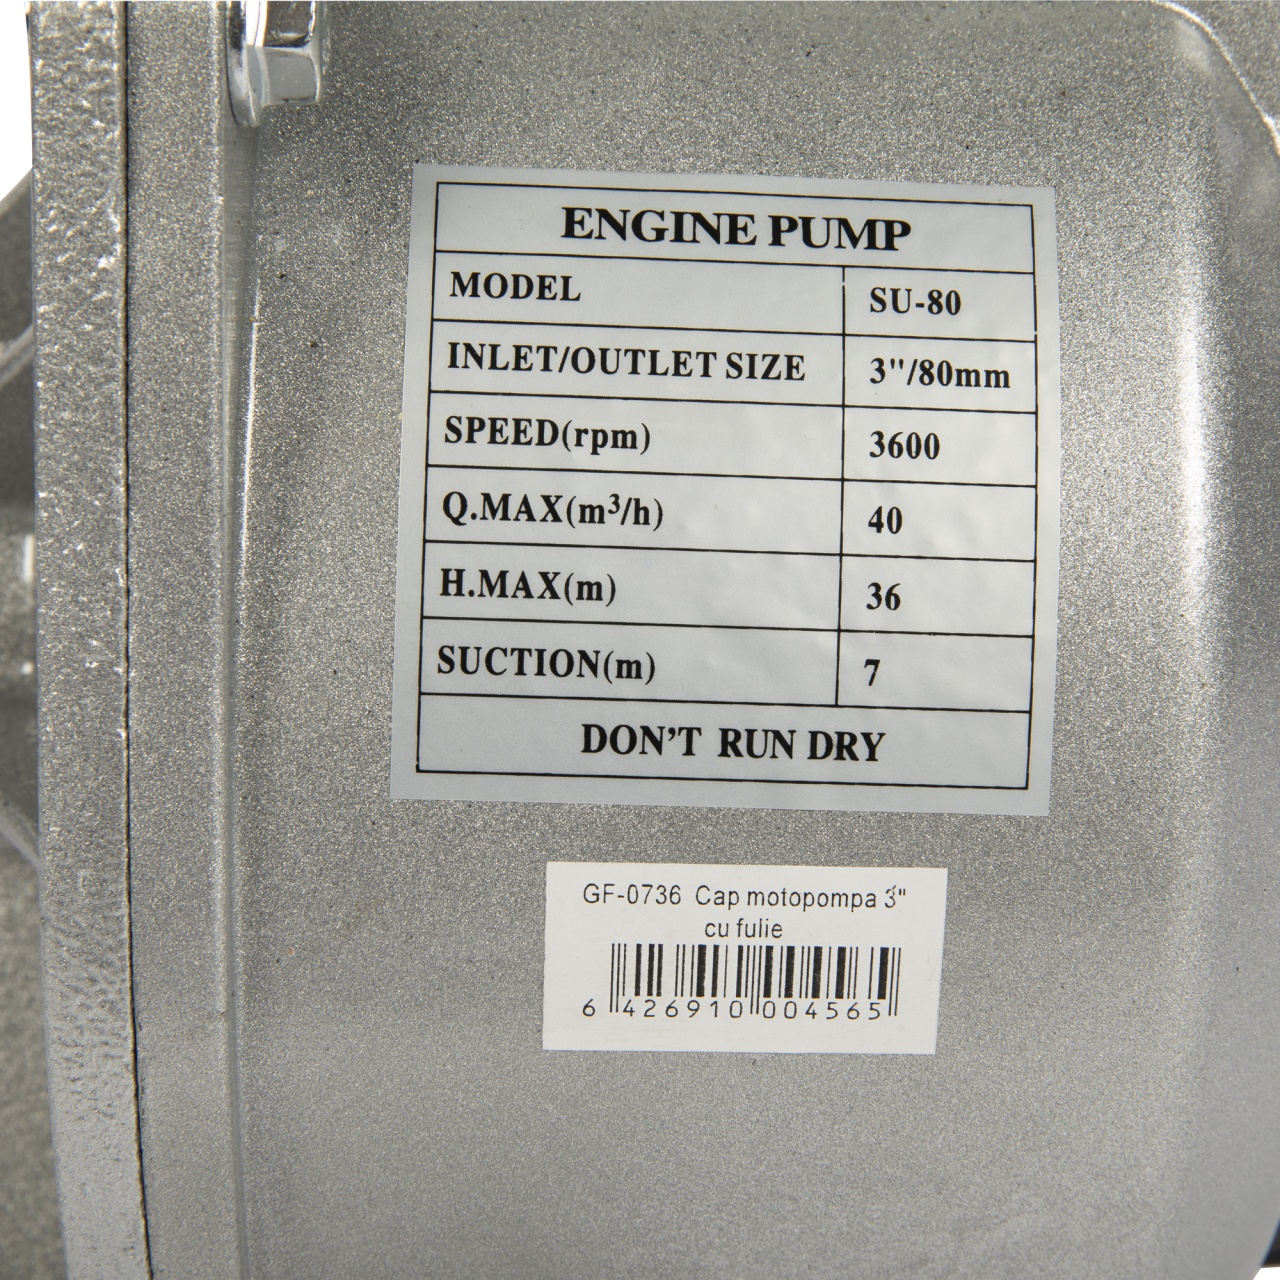 ENGINE PUMP
MODEL SU-80
INLET/OUTLET SIZE 3"/80mm
SPEED(rpm) 3600
Q.MAX(m³/h) 40
H.MAX(m) 36
SUCTION(m) 7
DON'T RUN DRY
GF-0736 Cap motopompa 3"
cu fulie
6 426910 004565